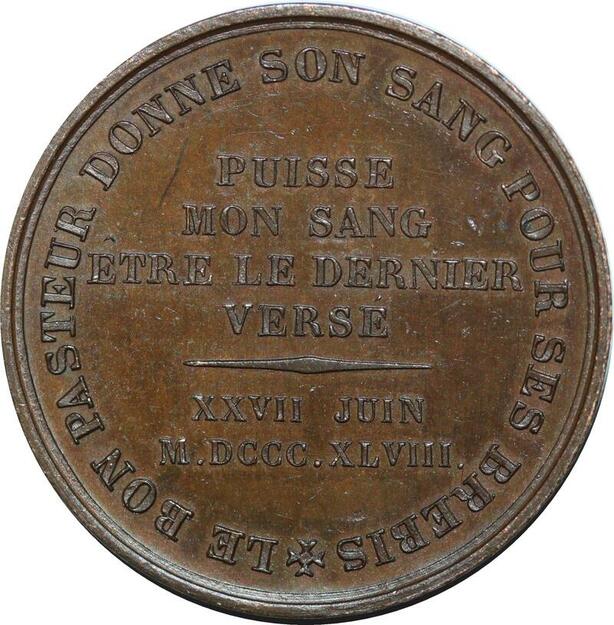 LE BON PASTEUR DONNE SON SANG POUR SES BREBIS
PUISSE
MON SANG
ÊTRE LE DERNIER
VERSÉ
XXVII JUIN
M.DCCC.XLVIII.